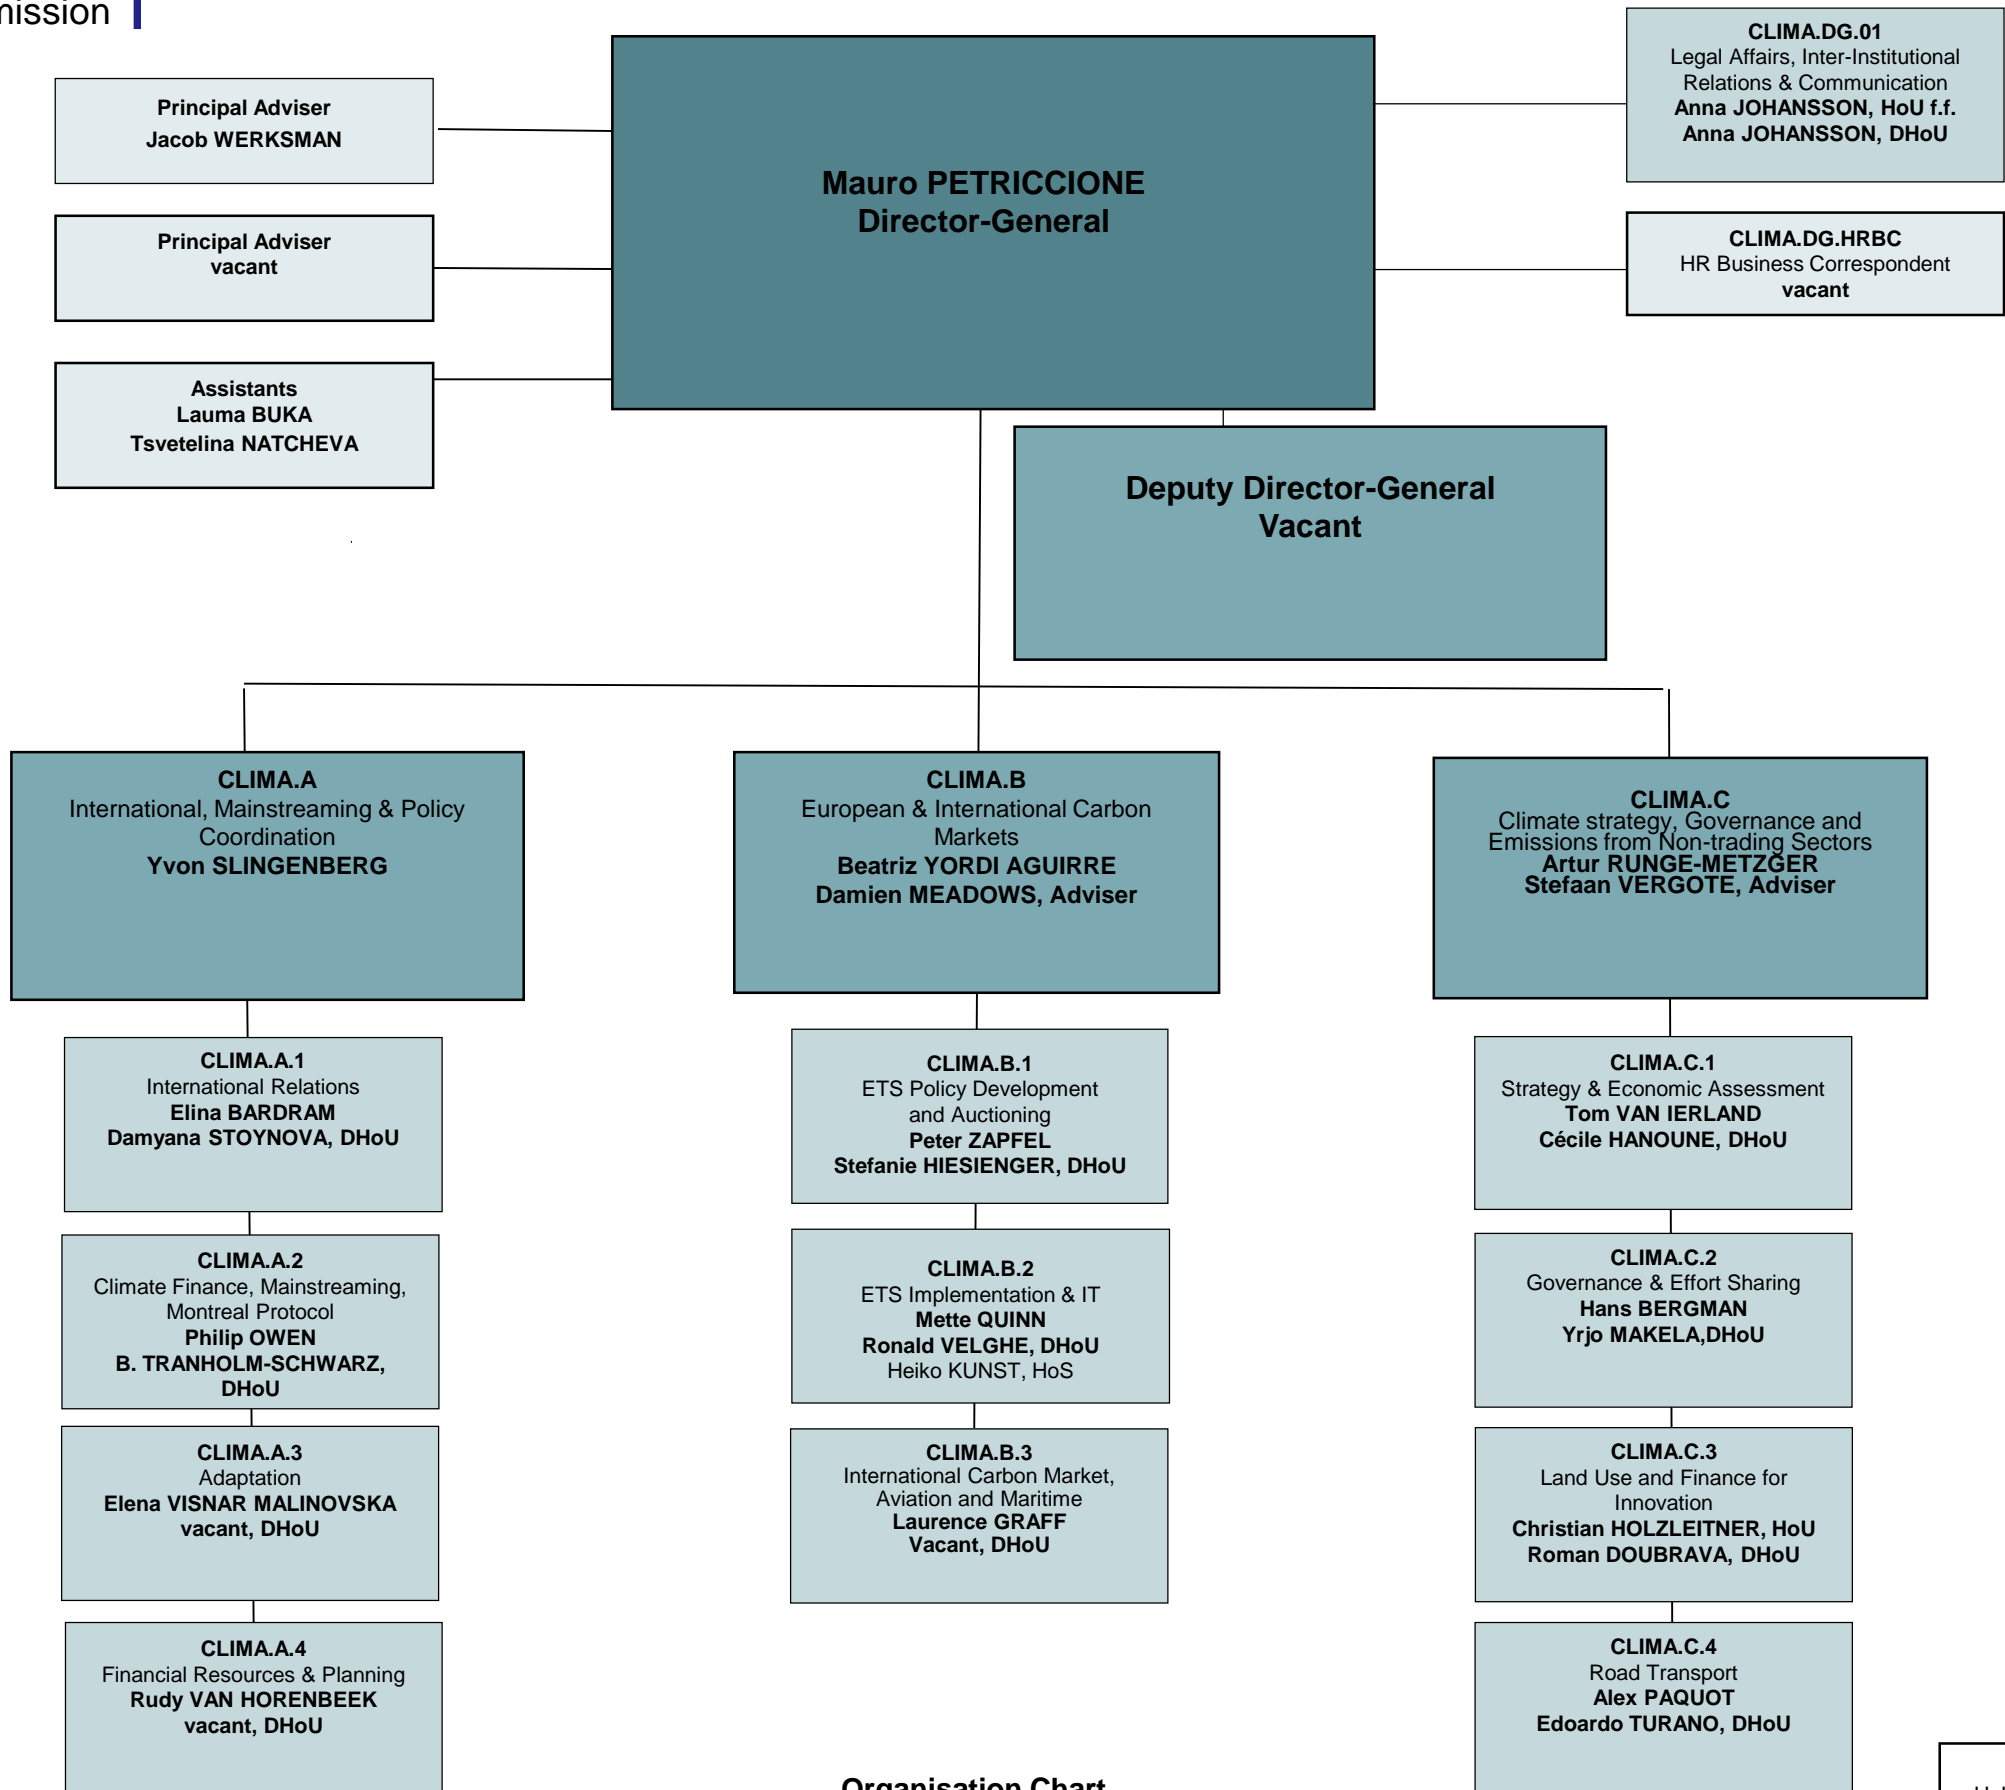 CLIMA.DG.01
Legal Affairs, Inter-Institutional
Relations & Communication
Anna JOHANSSON, HoU f.f.
Anna JOHANSSON, DHoU
Principal Adviser
Jacob WERKSMAN
Mauro PETRICCIONE
Director-General
Principal Adviser
vacant
CLIMA.DG.HRBC
HR Business Correspondent
vacant
Assistants
Lauma BUKA
Tsvetelina NATCHEVA
Deputy Director-General
Vacant
CLIMA.A
International, Mainstreaming & Policy
Coordination
Yvon SLINGENBERG
CLIMA.B
European & International Carbon
Markets
Beatriz YORDI AGUIRRE
Damien MEADOWS, Adviser
CLIMA.C
Climate strategy, Governance and
Emissions from Non-trading Sectors
Artur RUNGE-METZGER
Stefaan VERGOTE, Adviser
CLIMA.A.1
International Relations
Elina BARDRAM
Damyana STOYNOVA, DHoU
CLIMA.B.1
ETS Policy Development
and Auctioning
Peter ZAPFEL
Stefanie HIESIENGER, DHoU
CLIMA.C.1
Strategy & Economic Assessment
Tom VAN IERLAND
Cécile HANOUNE, DHoU
CLIMA.A.2
Climate Finance, Mainstreaming,
Montreal Protocol
Philip OWEN
B. TRANHOLM-SCHWARZ,
DHoU
CLIMA.B.2
ETS Implementation & IT
Mette QUINN
Ronald VELGHE, DHoU
Heiko KUNST, HoS
CLIMA.C.2
Governance & Effort Sharing
Hans BERGMAN
Yrjo MAKELA,DHoU
CLIMA.A.3
Adaptation
Elena VISNAR MALINOVSKA
vacant, DHoU
CLIMA.B.3
International Carbon Market,
Aviation and Maritime
Laurence GRAFF
Vacant, DHoU
CLIMA.C.3
Land Use and Finance for
Innovation
Christian HOLZLEITNER, HoU
Roman DOUBRAVA, DHoU
CLIMA.A.4
Financial Resources & Planning
Rudy VAN HORENBEEK
vacant, DHoU
CLIMA.C.4
Road Transport
Alex PAQUOT
Edoardo TURANO, DHoU
Organisation Chart